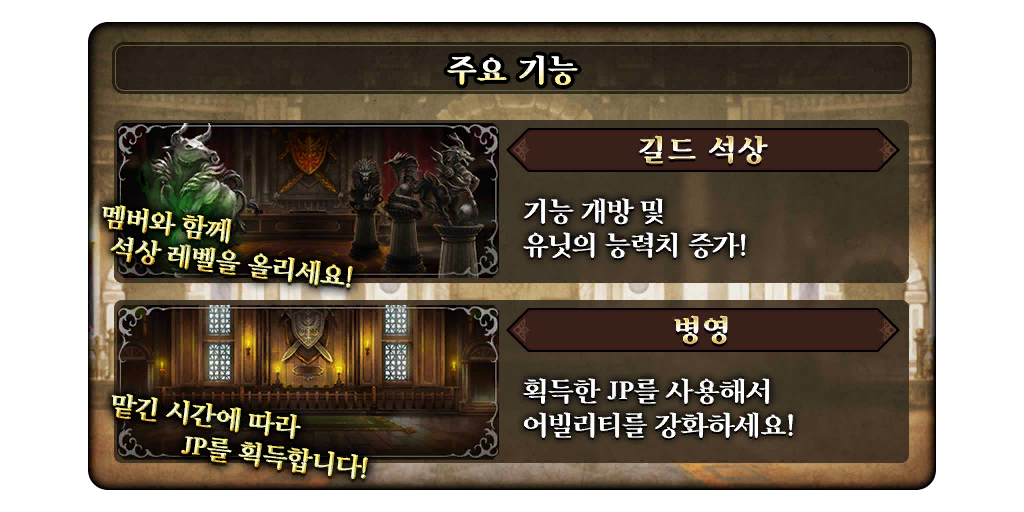 주요 기능
멤버와 함께
석상 레벨을 올리세요!
길드 석상
기능 개방 및
유닛의 능력치 증가!
맡긴 시간에 따라
JP를 획득합니다!
병영
획득한 JP를 사용해서
어빌리티를 강화하세요!